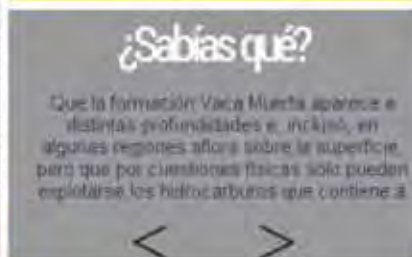 ¿Sabías qué?
Que la formación Vaca Muerta aparece a
distintas profundidades e, incluso, en
algunas regiones aflora sobre la superficie,
pero que por cuestiones físicas sólo pueden
explotarse los hidrocarburos que contiene a
< >